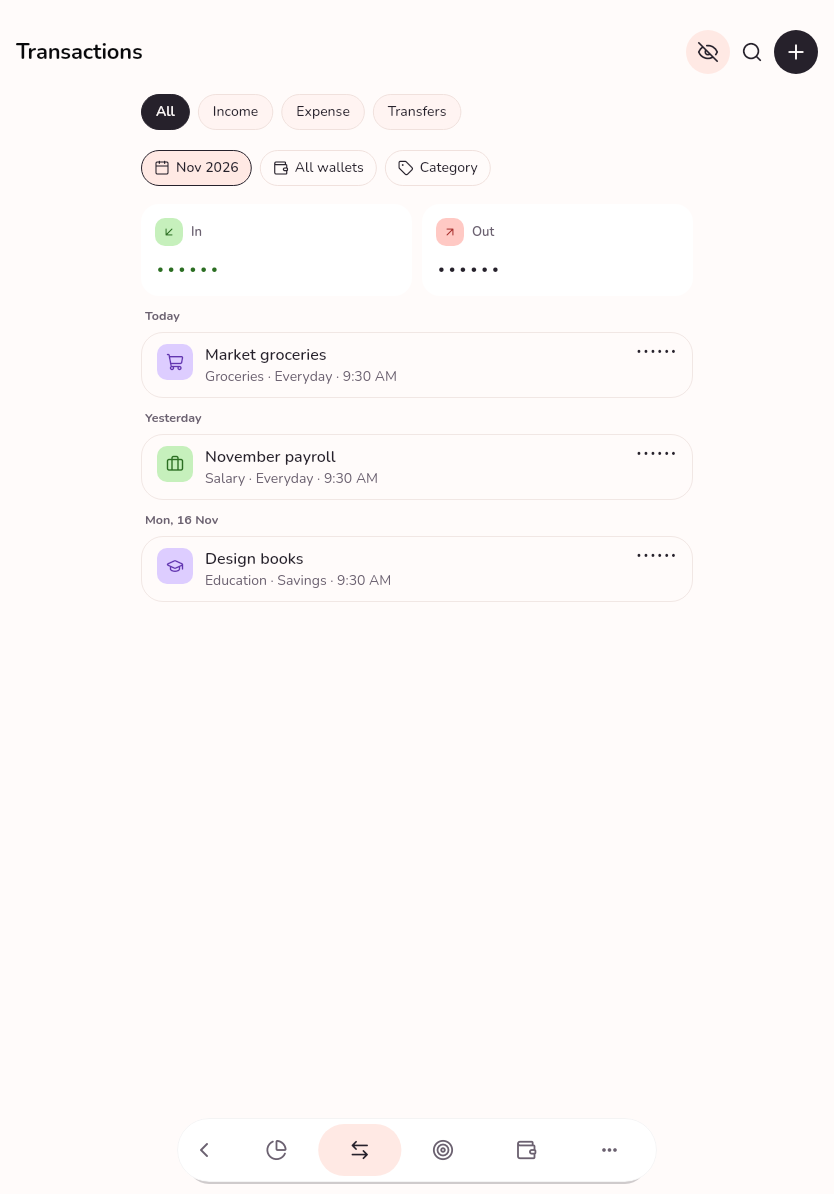 Transactions
All
Income
Expense
Transfers
Nov 2026
All wallets
Category
In
Out
••••••
••••••
Today
Market groceries
••••••
Groceries · Everyday · 9:30 AM
Yesterday
November payroll
••••••
Salary · Everyday · 9:30 AM
Mon, 16 Nov
Design books
••••••
Education · Savings · 9:30 AM